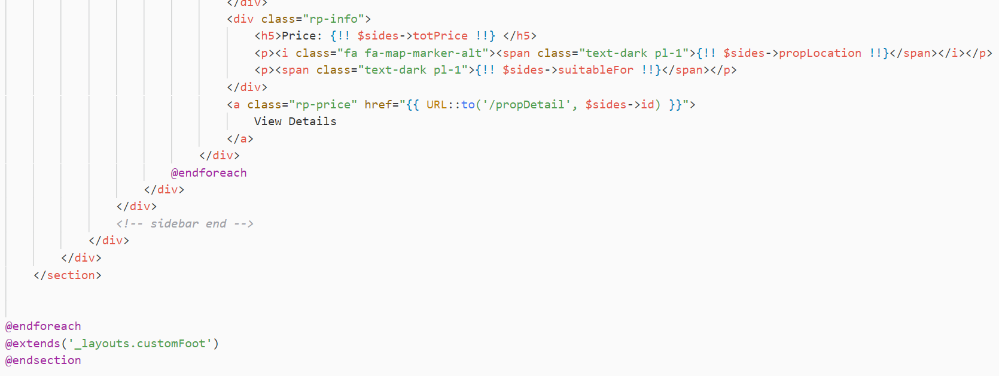 </div>
<div class="rp-info">
<h5>Price: {!! $sides->totPrice !!} </h5>
<p><i class="fa fa-map-marker-alt"><span class="text-dark pl-1">{!! $sides->propLocation !!}</span></i></p>
<p><span class="text-dark pl-1">{!! $sides->suitableFor !!}</span></p>
</div>
<a class="rp-price" href="{{ URL::to('/propDetail', $sides->id) }}">
View Details
</a>
</div>
@endforeach
</div>
</div>
<!-- sidebar end -->
</div>
</div>
</section>
@endforeach
@extends('_layouts.customFoot')
@endsection